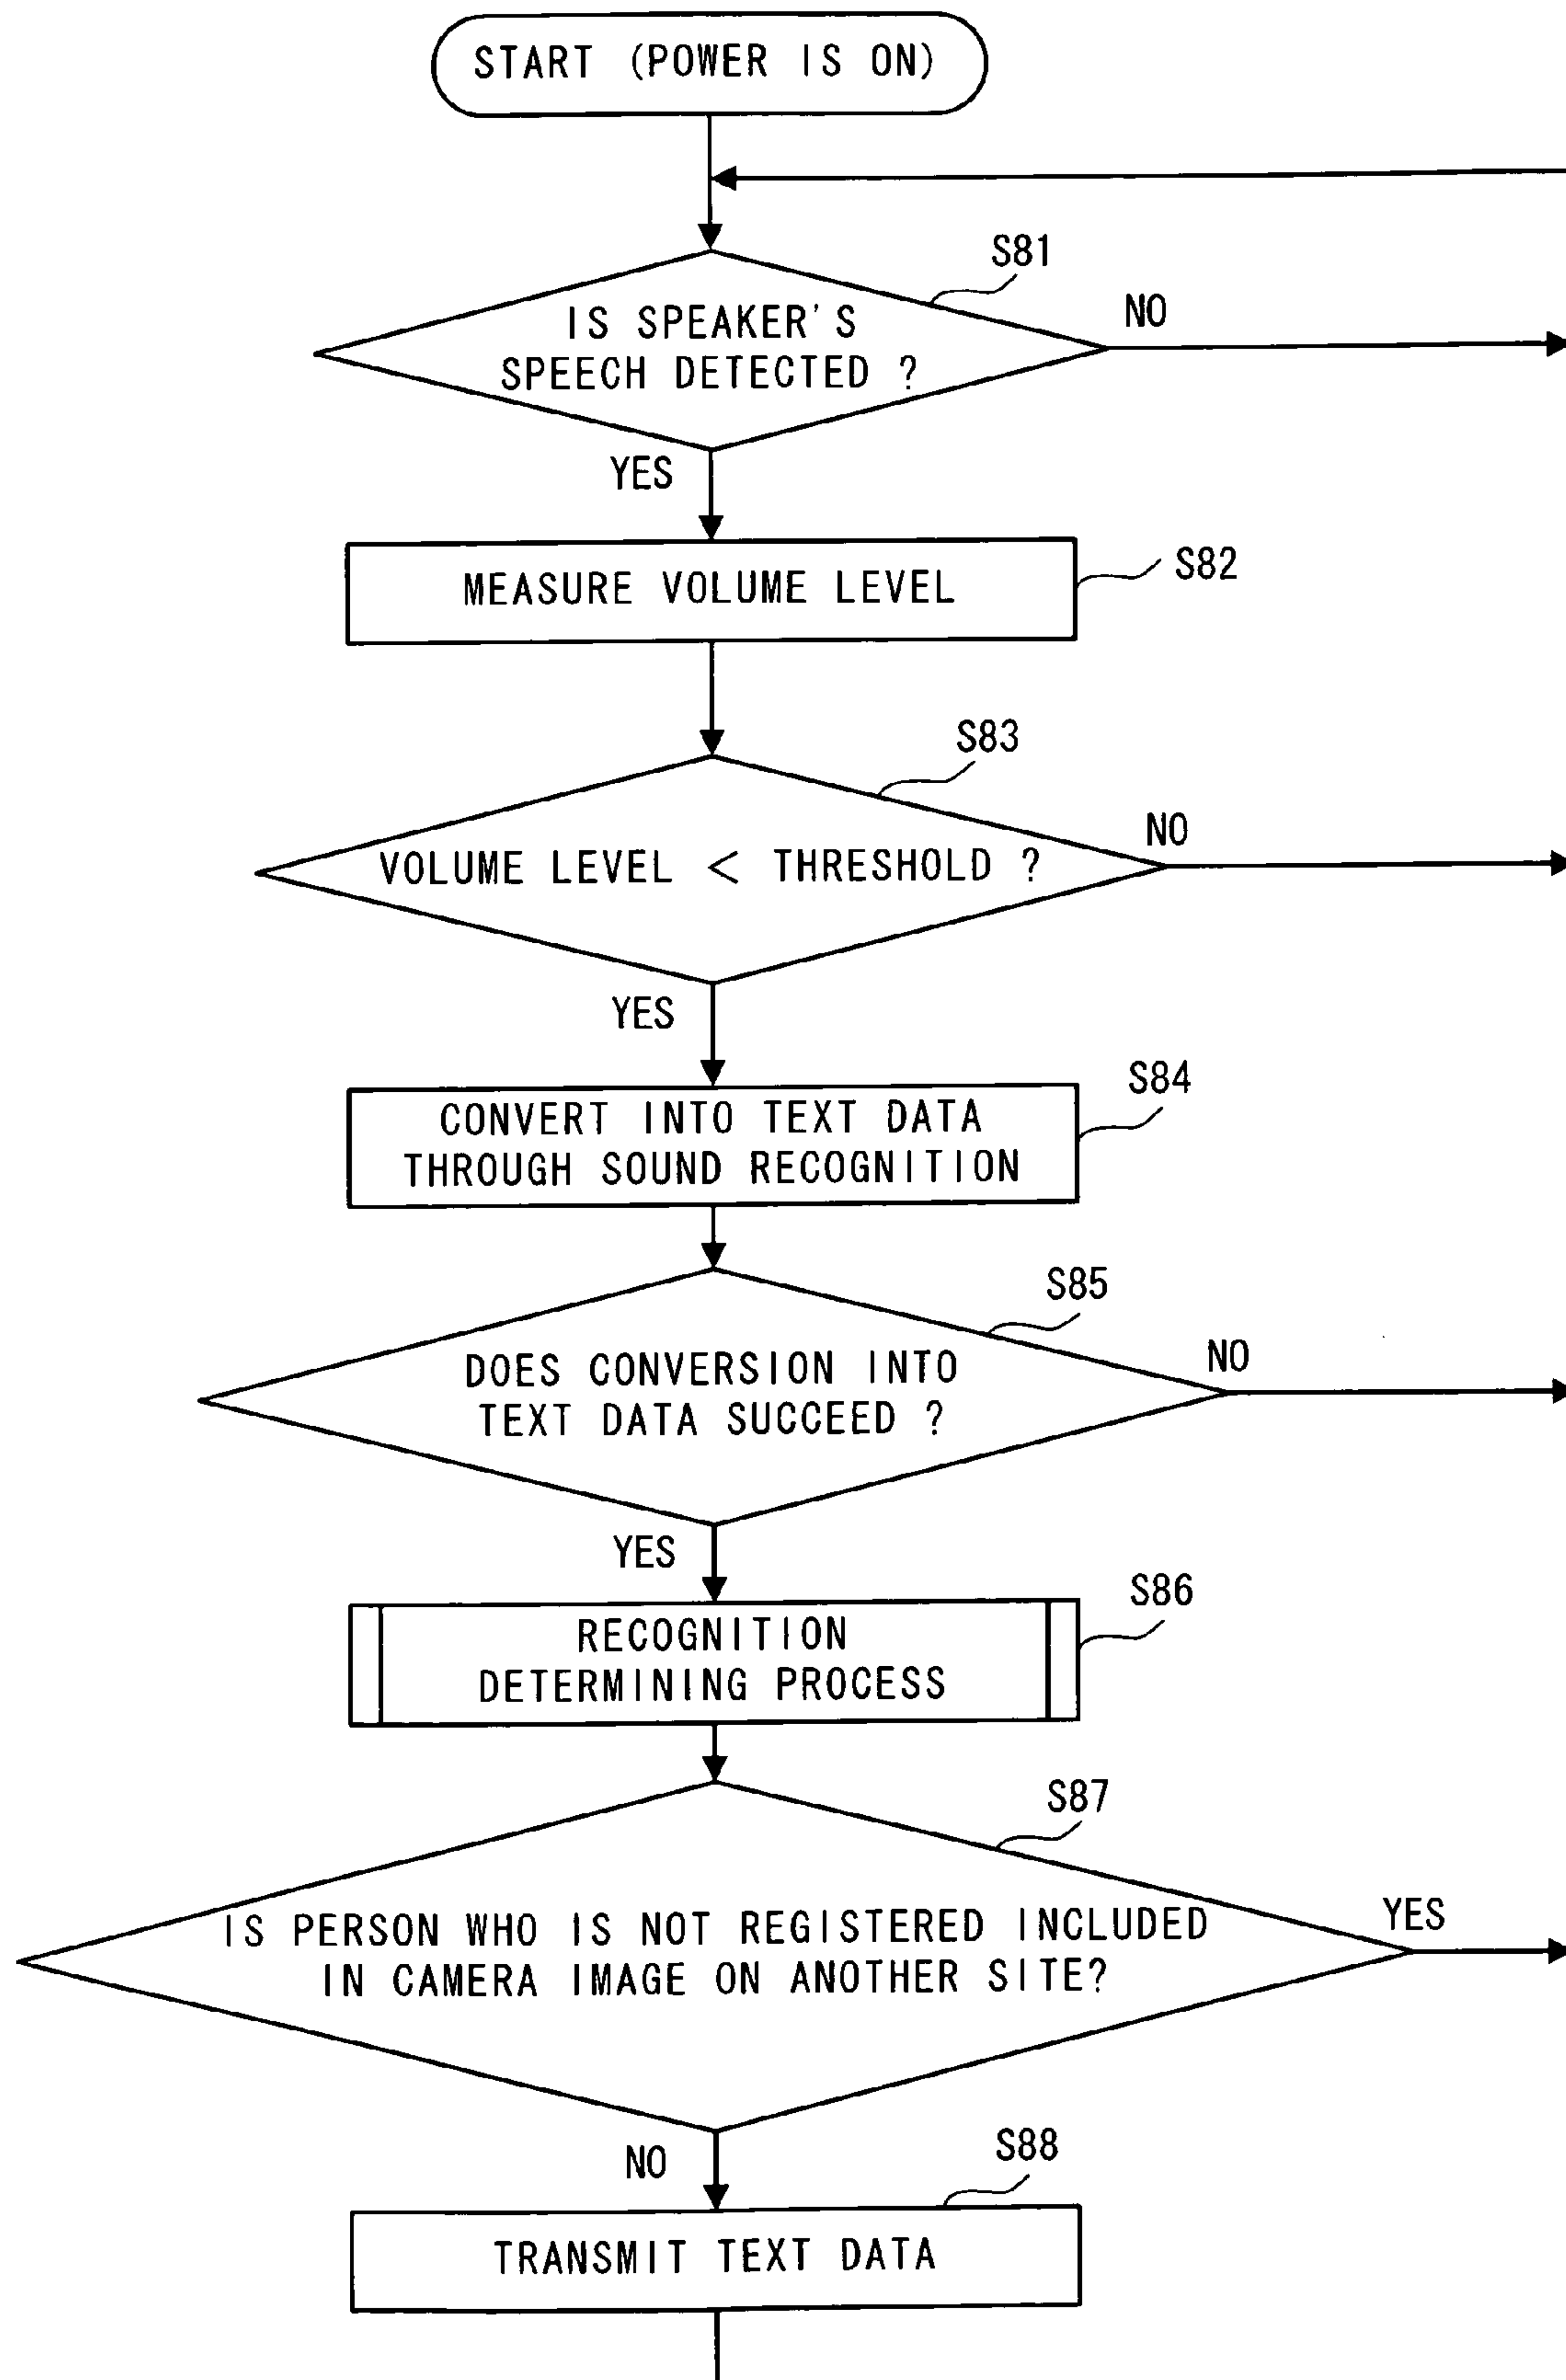 START (POWER IS ON)
S81
IS SPEAKER'S
SPEECH DETECTED ?
NO
YES
MEASURE VOLUME LEVEL
S82
S83
VOLUME LEVEL < THRESHOLD ?
NO
YES
S84
CONVERT INTO TEXT DATA
THROUGH SOUND RECOGNITION
S85
DOES CONVERSION INTO
TEXT DATA SUCCEED ?
NO
YES
S86
RECOGNITION
DETERMINING PROCESS
S87
IS PERSON WHO IS NOT REGISTERED INCLUDED
IN CAMERA IMAGE ON ANOTHER SITE?
YES
NO
S88
TRANSMIT TEXT DATA